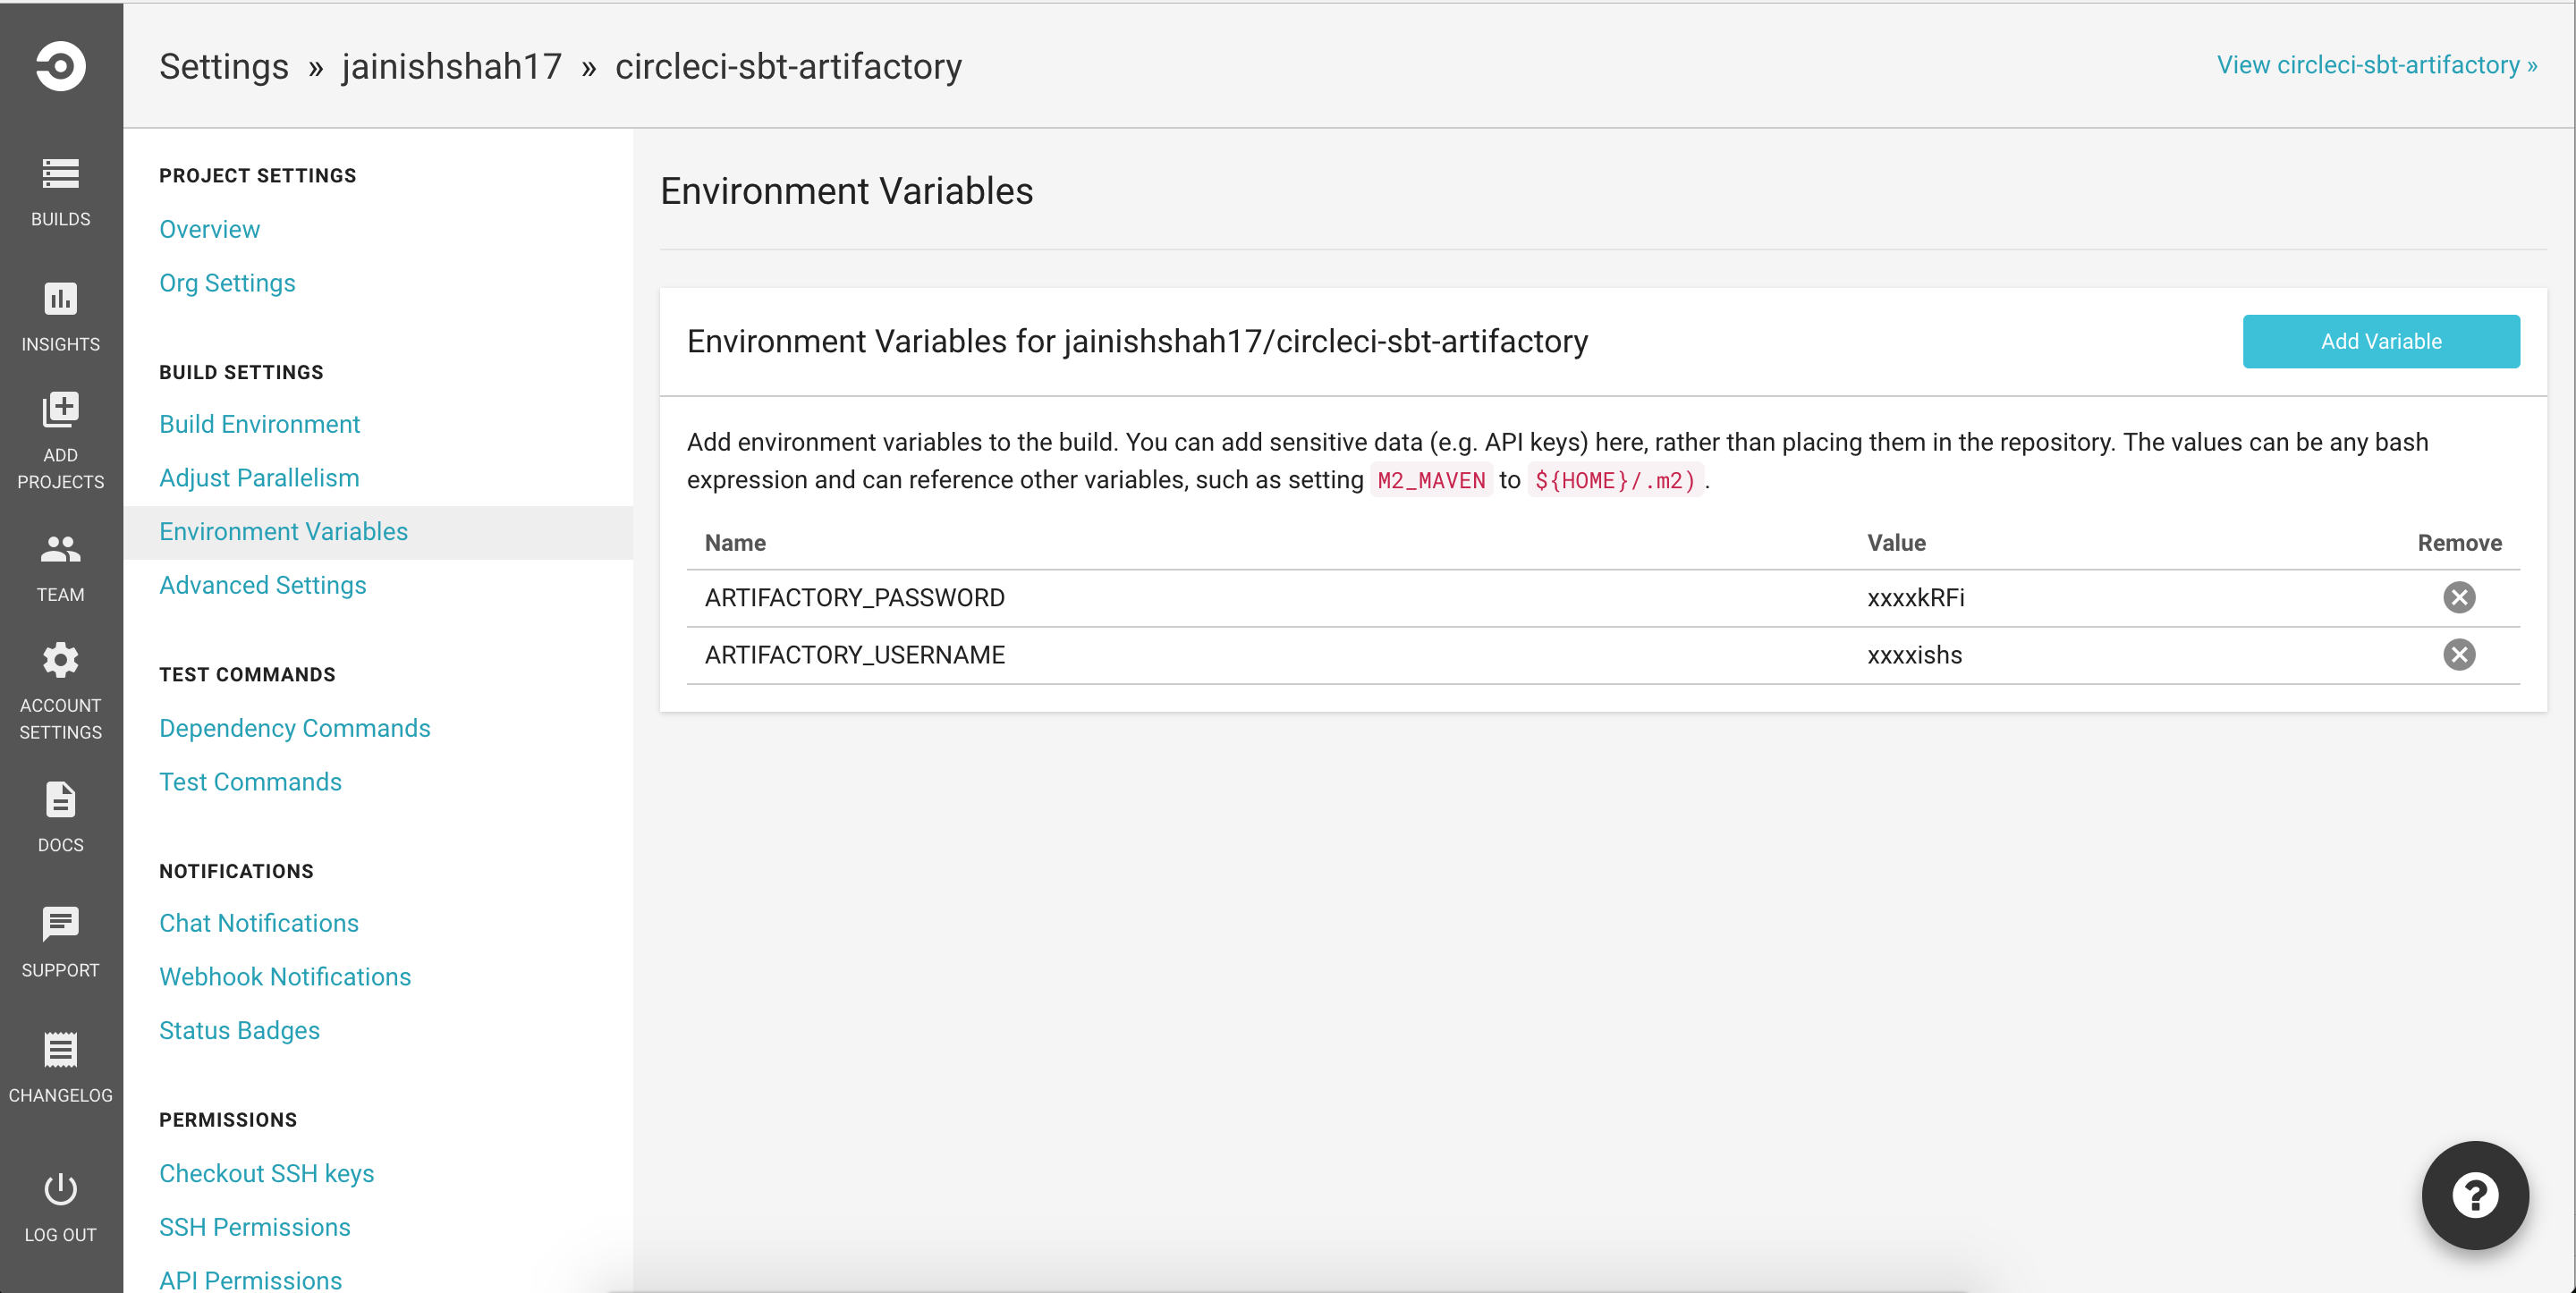 Settings » jainishshah17 » circleci-sbt-artifactory
View circleci-sbt-artifactory »
BUILDS
INSIGHTS
ADD
PROJECTS
TEAM
ACCOUNT
SETTINGS
DOCS
SUPPORT
CHANGELOG
LOG OUT
PROJECT SETTINGS
Overview
Org Settings
BUILD SETTINGS
Build Environment
Adjust Parallelism
Environment Variables
Advanced Settings
TEST COMMANDS
Dependency Commands
Test Commands
NOTIFICATIONS
Chat Notifications
Webhook Notifications
Status Badges
PERMISSIONS
Checkout SSH keys
SSH Permissions
API Permissions
Environment Variables
Environment Variables for jainishshah17/circleci-sbt-artifactory
Add Variable
Add environment variables to the build. You can add sensitive data (e.g. API keys) here, rather than placing them in the repository. The values can be any bash
expression and can reference other variables, such as setting M2_MAVEN to ${HOME}/.m2) .
Name Value Remove
ARTIFACTORY_PASSWORD xxxxkRFi
ARTIFACTORY_USERNAME xxxxishs